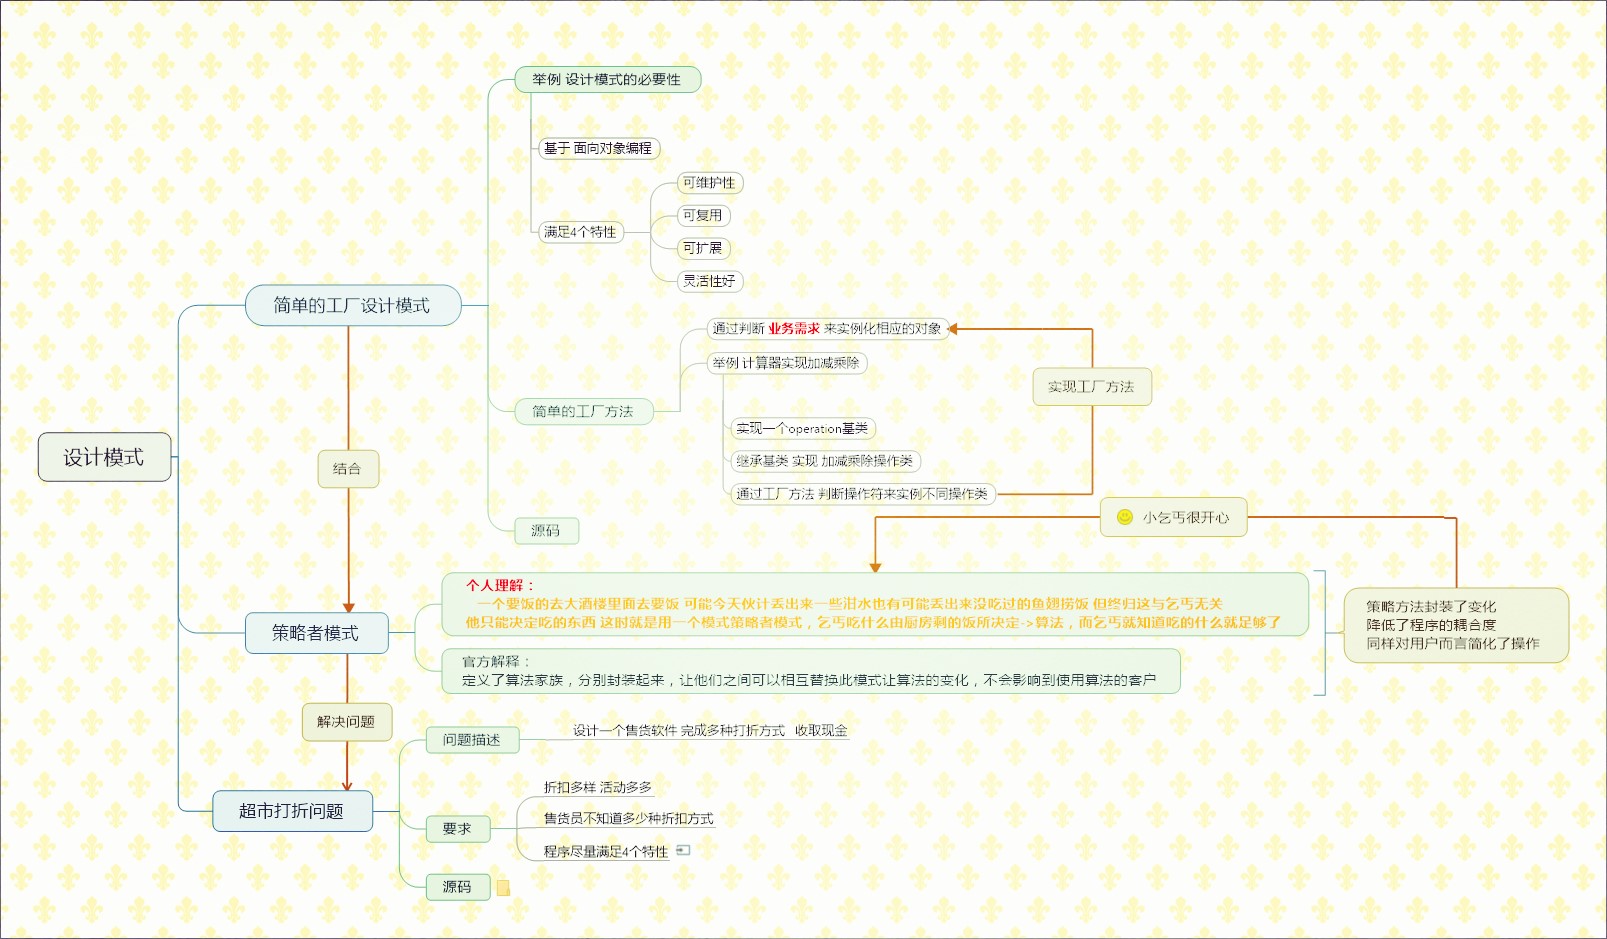 设计模式
简单的工厂设计模式
举例 设计模式的必要性
基于 面向对象编程
满足4个特性
可维护性
可复用
可扩展
灵活性好
简单的工厂方法
通过判断 业务需求 来实例化相应的对象
举例 计算器实现加减乘除
实现一个operation基类
继承基类 实现 加减乘除操作类
通过工厂方法 判断操作符来实例不同操作类
实现工厂方法
源码
结合
策略者模式
小乞丐很开心
个人理解：
一个要饭的去大酒楼里面去要饭 可能今天伙计丢出来一些泔水也有可能丢出来没吃过的鱼翅捞饭 但终归这与乞丐无关
他只能决定吃的东西 这时就是用一个模式策略者模式，乞丐吃什么由厨房剩的饭所决定->算法，而乞丐就知道吃的什么就足够了
官方解释：
定义了算法家族，分别封装起来，让他们之间可以相互替换此模式让算法的变化，不会影响到使用算法的客户
策略方法封装了变化
降低了程序的耦合度
同样对用户而言简化了操作
解决问题
超市打折问题
问题描述
设计一个售货软件 完成多种打折方式 收取现金
要求
折扣多样 活动多多
售货员不知道多少种折扣方式
程序尽量满足4个特性
源码